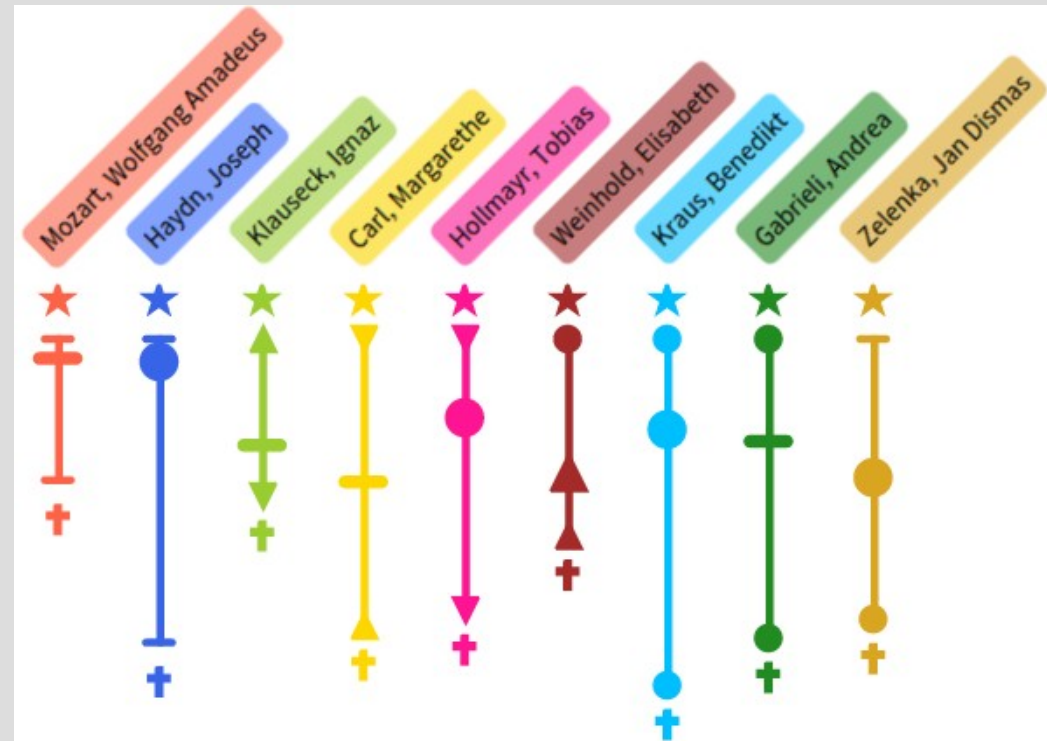 Mozart, Wolfgang Amadeus
Haydn, Joseph
Klauseck, Ignaz
Carl, Margarethe
Hollmayr, Tobias
Weinhold, Elisabeth
Kraus, Benedikt
Gabrieli, Andrea
Zelenka, Jan Dismas